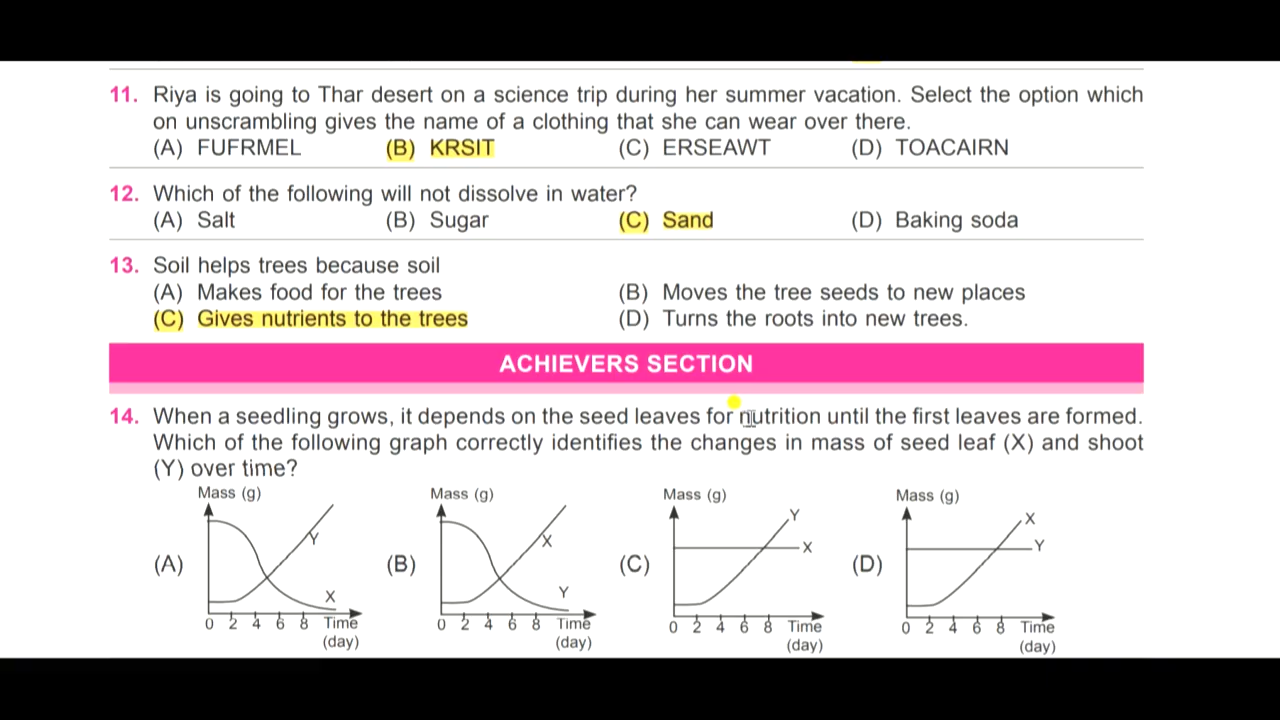 11. Riya is going to Thar desert on a science trip during her summer vacation. Select the option which
on unscrambling gives the name of a clothing that she can wear over there.
(A) FUFRMEL (B) KRSIT (C) ERSEAWT (D) TOACAIRN
12. Which of the following will not dissolve in water?
(A) Salt (B) Sugar (C) Sand (D) Baking soda
13. Soil helps trees because soil
(A) Makes food for the trees (B) Moves the tree seeds to new places
(C) Gives nutrients to the trees (D) Turns the roots into new trees.
ACHIEVERS SECTION
14. When a seedling grows, it depends on the seed leaves for nutrition until the first leaves are formed.
Which of the following graph correctly identifies the changes in mass of seed leaf (X) and shoot
(Y) over time?
(A) Mass (g) Y X 0 2 4 6 8 Time (day)
(B) Mass (g) X Y 0 2 4 6 8 Time (day)
(C) Mass (g) Y X 0 2 4 6 8 Time (day)
(D) Mass (g) X Y 0 2 4 6 8 Time (day)